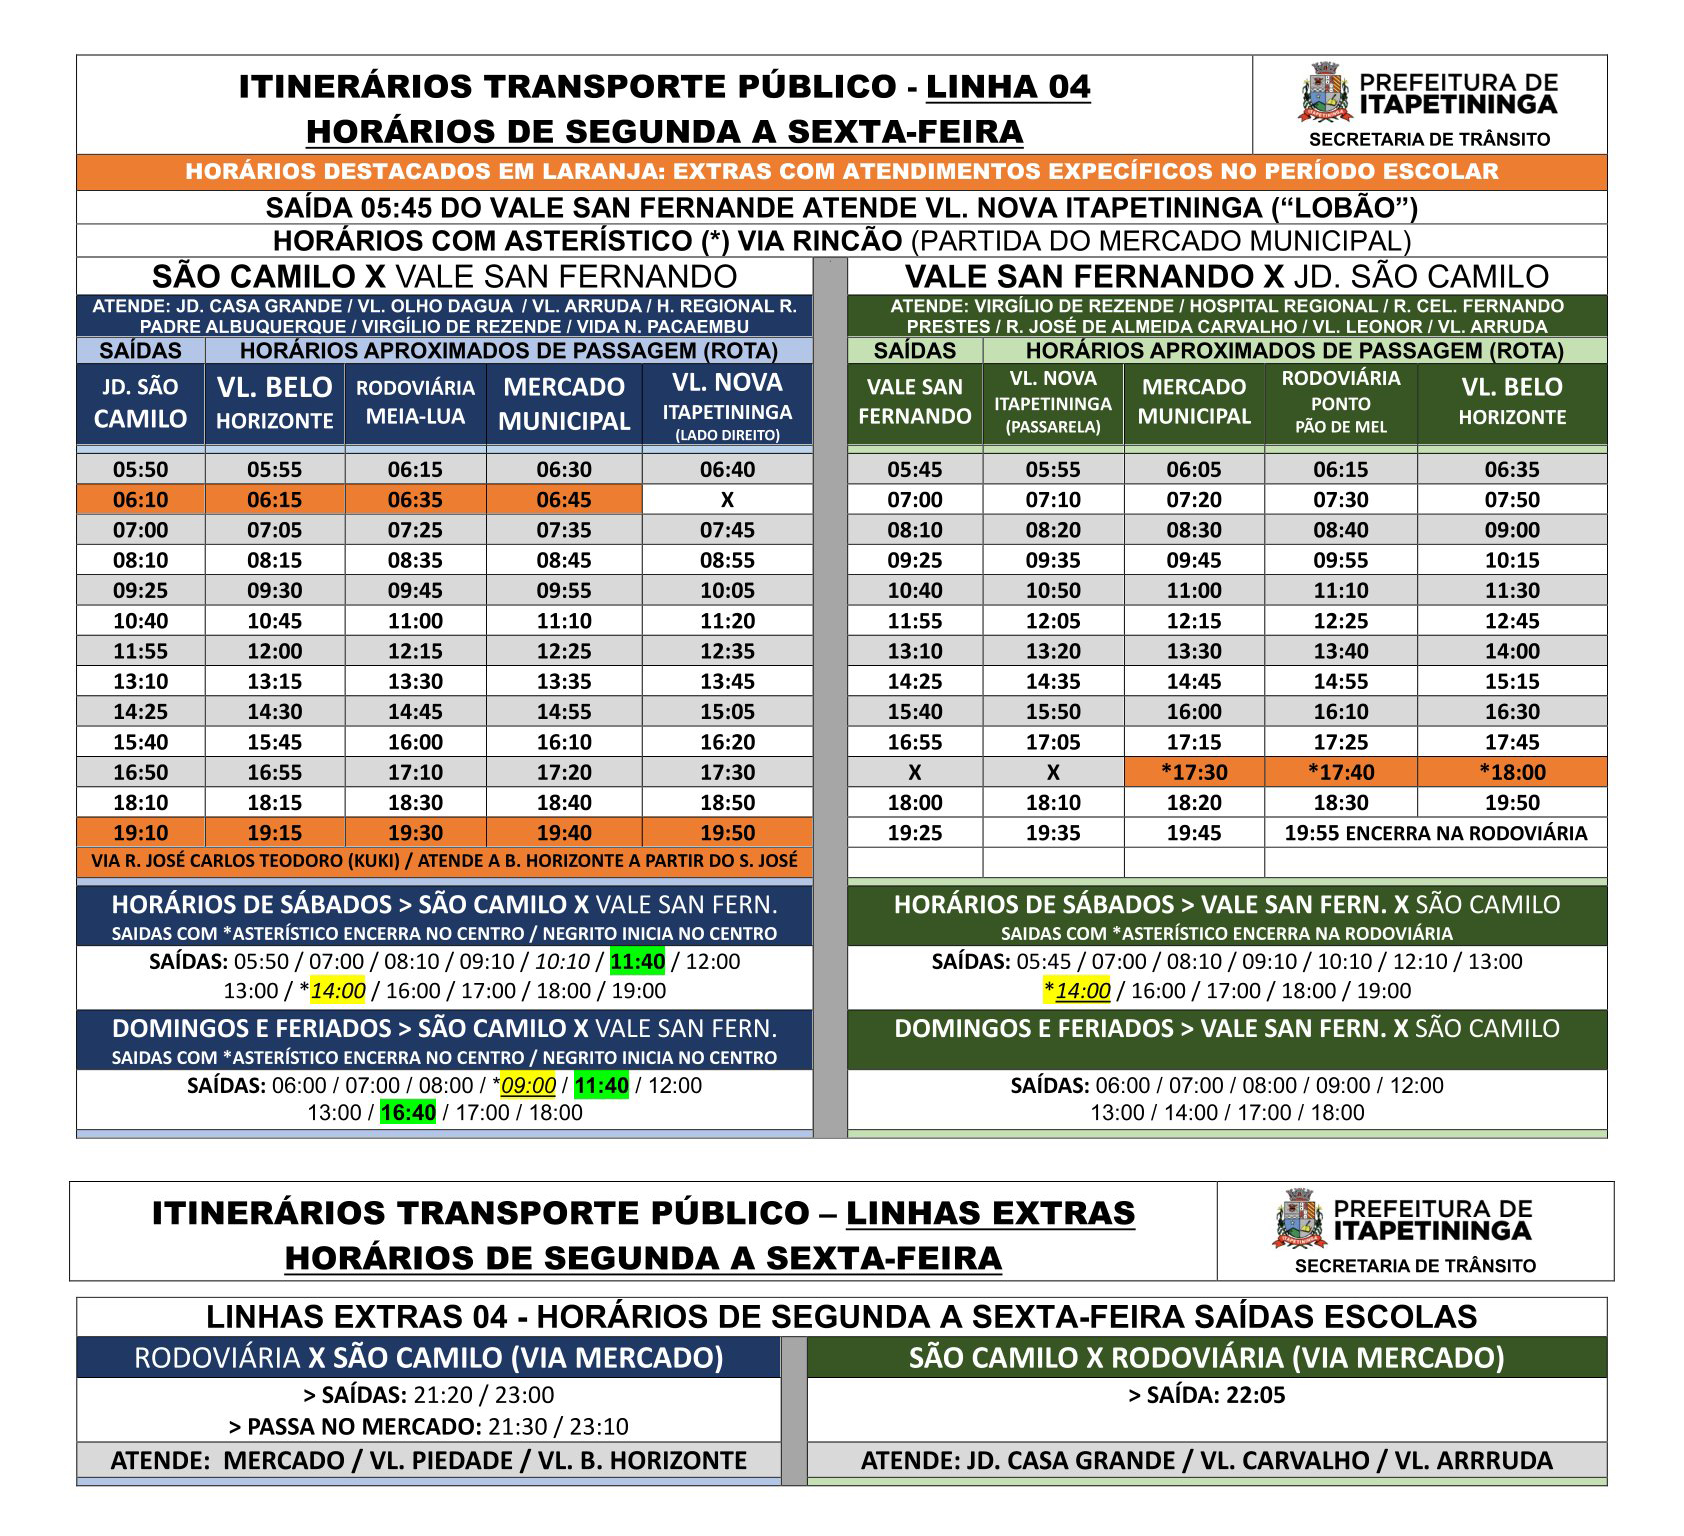 ITINERÁRIOS TRANSPORTE PÚBLICO - LINHA 04
HORÁRIOS DE SEGUNDA A SEXTA-FEIRA
PREFEITURA DE
ITAPETININGA
SECRETARIA DE TRÂNSITO
HORÁRIOS DESTACADOS EM LARANJA: EXTRAS COM ATENDIMENTOS EXPECÍFICOS NO PERÍODO ESCOLAR
SAÍDA 05:45 DO VALE SAN FERNANDE ATENDE VL. NOVA ITAPETININGA (“LOBÃO”)
HORÁRIOS COM ASTERÍSTICO (*) VIA RINCÃO (PARTIDA DO MERCADO MUNICIPAL)
SÃO CAMILO X VALE SAN FERNANDO
ATENDE: JD. CASA GRANDE / VL. OLHO DAGUA / VL. ARRUDA / H. REGIONAL R.
PADRE ALBUQUERQUE / VIRGÍLIO DE REZENDE / VIDA N. PACAEMBU
SAÍDAS HORÁRIOS APROXIMADOS DE PASSAGEM (ROTA)
JD. SÃO CAMILO
VL. BELO HORIZONTE
RODOVIÁRIA MEIA-LUA
MERCADO MUNICIPAL
VL. NOVA ITAPETININGA (LADO DIREITO)
05:50 05:55 06:15 06:30 06:40
06:10 06:15 06:35 06:45 X
07:00 07:05 07:25 07:35 07:45
08:10 08:15 08:35 08:45 08:55
09:25 09:30 09:45 09:55 10:05
10:40 10:45 11:00 11:10 11:20
11:55 12:00 12:15 12:25 12:35
13:10 13:15 13:30 13:35 13:45
14:25 14:30 14:45 14:55 15:05
15:40 15:45 16:00 16:10 16:20
16:50 16:55 17:10 17:20 17:30
18:10 18:15 18:30 18:40 18:50
19:10 19:15 19:30 19:40 19:50
VIA R. JOSÉ CARLOS TEODORO (KUKI) / ATENDE A B. HORIZONTE A PARTIR DO S. JOSÉ
HORÁRIOS DE SÁBADOS > SÃO CAMILO X VALE SAN FERN.
SAIDAS COM *ASTERÍSTICO ENCERRA NO CENTRO / NEGRITO INICIA NO CENTRO
SAÍDAS: 05:50 / 07:00 / 08:10 / 09:10 / 10:10 / 11:40 / 12:00
13:00 / *14:00 / 16:00 / 17:00 / 18:00 / 19:00
DOMINGOS E FERIADOS > SÃO CAMILO X VALE SAN FERN.
SAIDAS COM *ASTERÍSTICO ENCERRA NO CENTRO / NEGRITO INICIA NO CENTRO
SAÍDAS: 06:00 / 07:00 / 08:00 / *09:00 / 11:40 / 12:00
13:00 / 16:40 / 17:00 / 18:00
VALE SAN FERNANDO X JD. SÃO CAMILO
ATENDE: VIRGÍLIO DE REZENDE / HOSPITAL REGIONAL / R. CEL. FERNANDO
PRESTES / R. JOSÉ DE ALMEIDA CARVALHO / VL. LEONOR / VL. ARRUDA
SAÍDAS HORÁRIOS APROXIMADOS DE PASSAGEM (ROTA)
VALE SAN FERNANDO
VL. NOVA ITAPETININGA (PASSARELA)
MERCADO MUNICIPAL
RODOVIÁRIA PONTO PÃO DE MEL
VL. BELO HORIZONTE
05:45 05:55 06:05 06:15 06:35
07:00 07:10 07:20 07:30 07:50
08:10 08:20 08:30 08:40 09:00
09:25 09:35 09:45 09:55 10:15
10:40 10:50 11:00 11:10 11:30
11:55 12:05 12:15 12:25 12:45
13:10 13:20 13:30 13:40 14:00
14:25 14:35 14:45 14:55 15:15
15:40 15:50 16:00 16:10 16:30
16:55 17:05 17:15 17:25 17:45
X X *17:30 *17:40 *18:00
18:00 18:10 18:20 18:30 19:50
19:25 19:35 19:45 19:55 ENCERRA NA RODOVIÁRIA
HORÁRIOS DE SÁBADOS > VALE SAN FERN. X SÃO CAMILO
SAIDAS COM *ASTERÍSTICO ENCERRA NA RODOVIÁRIA
SAÍDAS: 05:45 / 07:00 / 08:10 / 09:10 / 10:10 / 12:10 / 13:00
*14:00 / 16:00 / 17:00 / 18:00 / 19:00
DOMINGOS E FERIADOS > VALE SAN FERN. X SÃO CAMILO
SAÍDAS: 06:00 / 07:00 / 08:00 / 09:00 / 12:00
13:00 / 14:00 / 17:00 / 18:00
ITINERÁRIOS TRANSPORTE PÚBLICO – LINHAS EXTRAS
HORÁRIOS DE SEGUNDA A SEXTA-FEIRA
PREFEITURA DE
ITAPETININGA
SECRETARIA DE TRÂNSITO
LINHAS EXTRAS 04 - HORÁRIOS DE SEGUNDA A SEXTA-FEIRA SAÍDAS ESCOLAS
RODOVIÁRIA X SÃO CAMILO (VIA MERCADO)
> SAÍDAS: 21:20 / 23:00
> PASSA NO MERCADO: 21:30 / 23:10
ATENDE: MERCADO / VL. PIEDADE / VL. B. HORIZONTE
SÃO CAMILO X RODOVIÁRIA (VIA MERCADO)
> SAÍDA: 22:05
ATENDE: JD. CASA GRANDE / VL. CARVALHO / VL. ARRRUDA